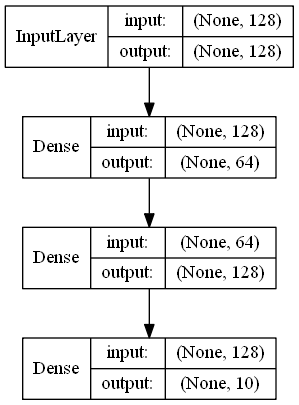 InputLayer
input: (None, 128)
output: (None, 128)
Dense
input: (None, 128)
output: (None, 64)
Dense
input: (None, 64)
output: (None, 128)
Dense
input: (None, 128)
output: (None, 10)